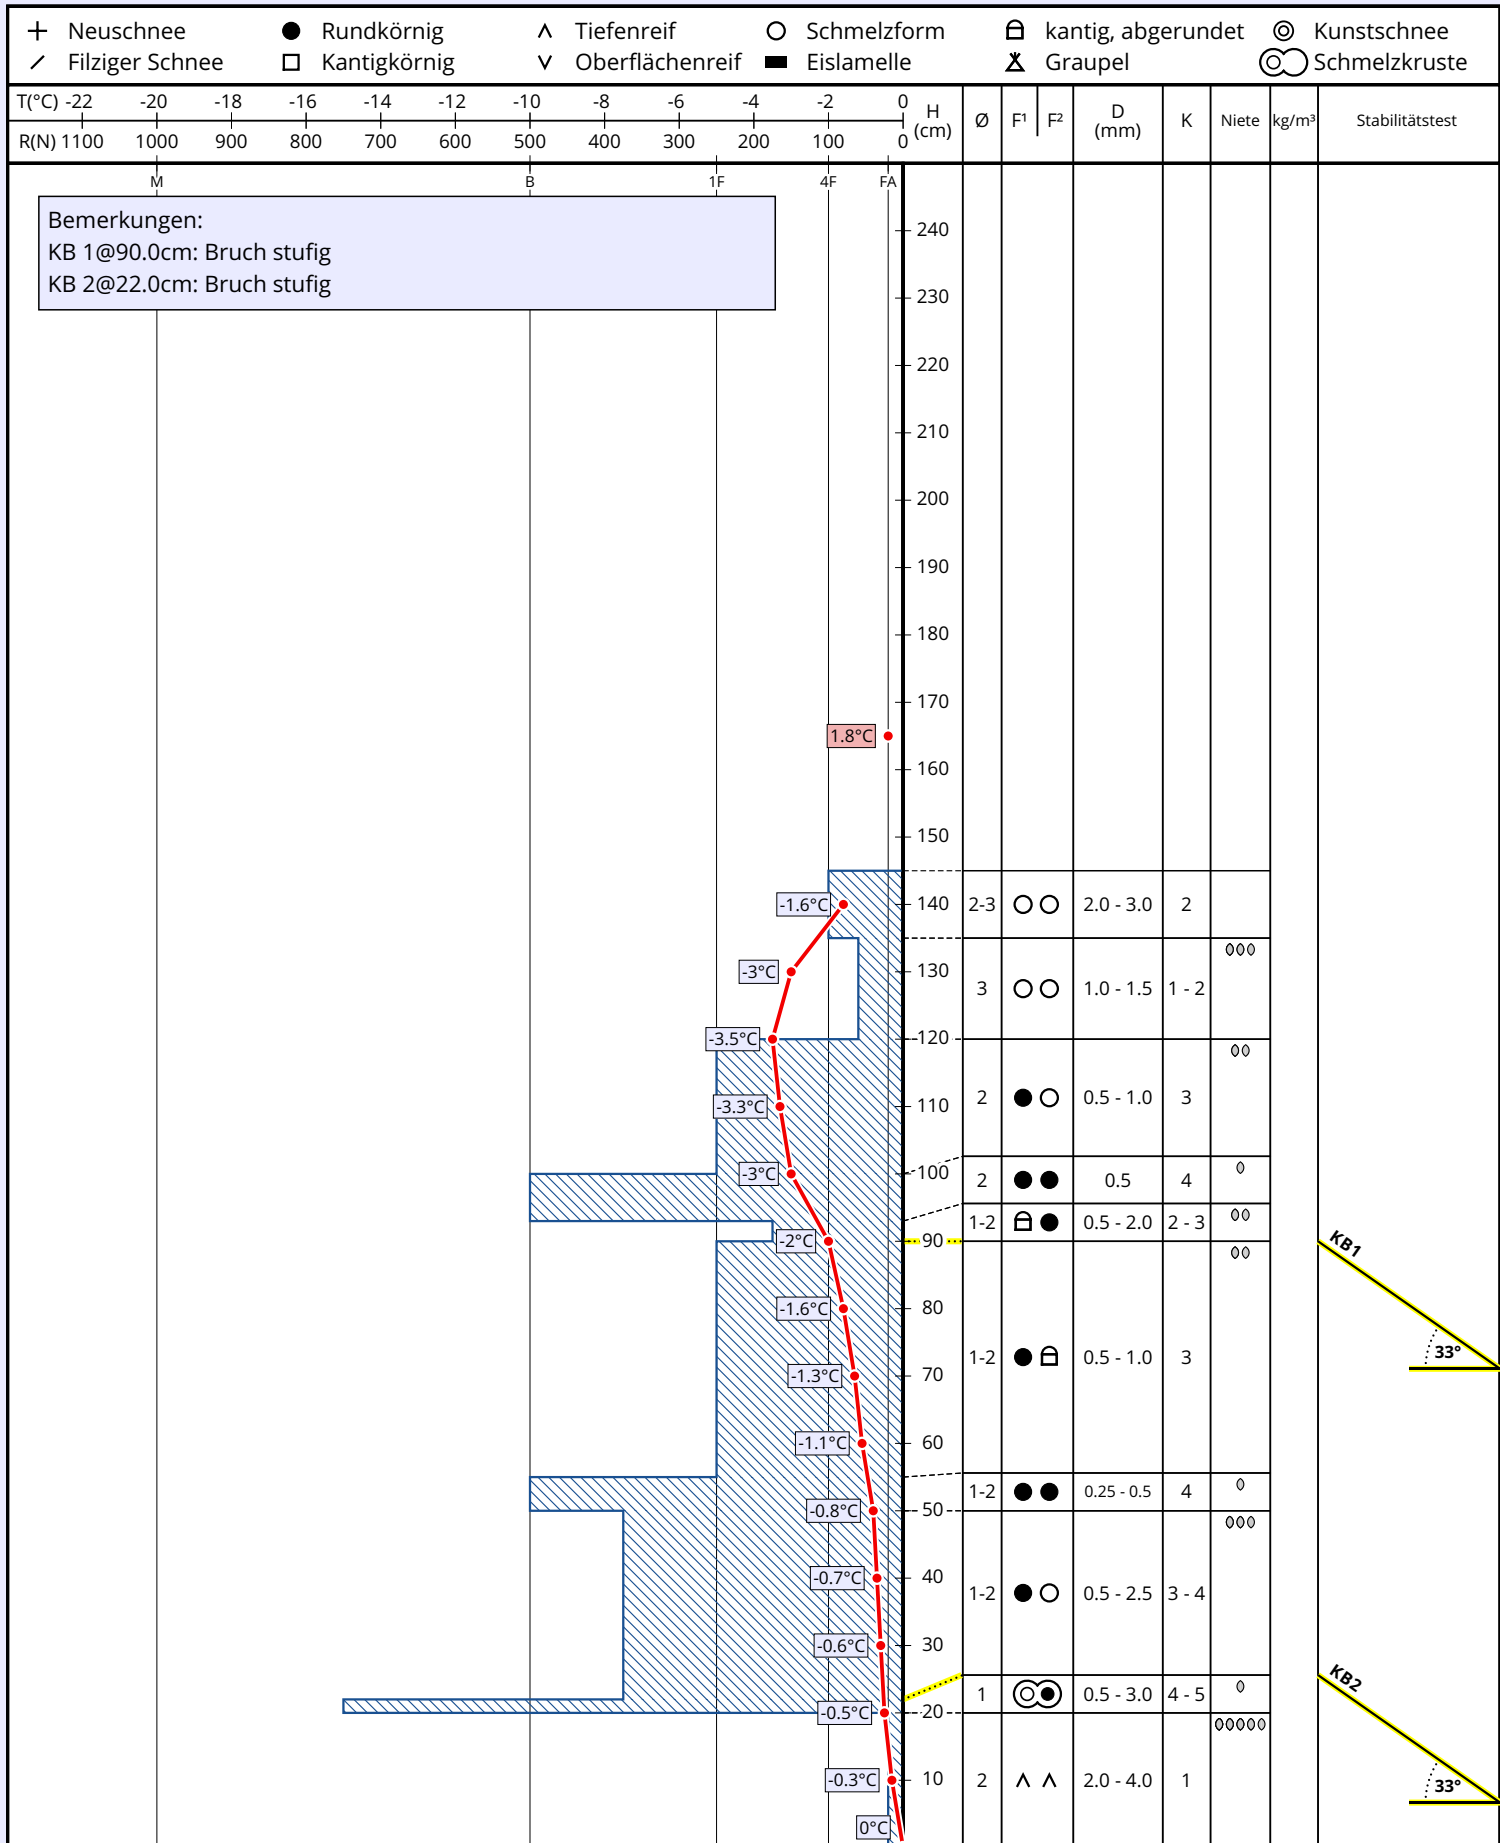 Neuschnee Rundkörnig Tiefenreif Schmelzform kantig, abgerundet Kunstschnee
Filziger Schnee Kantigkörnig Oberflächenreif Eislamelle Graupel Schmelzkruste
T(°C) -22 -20 -18 -16 -14 -12 -10 -8 -6 -4 -2 0
R(N) 1100 1000 900 800 700 600 500 400 300 200 100 0
H (cm) Ø F¹ F² D (mm) K Niete kg/m³ Stabilitätstest
M B 1F 4F FA
Bemerkungen:
KB 1@90.0cm: Bruch stufig
KB 2@22.0cm: Bruch stufig
240
230
220
210
200
190
180
170
1.8°C
160
150
-1.6°C 140 2-3 2.0 - 3.0 2
-3°C 130
3 1.0 - 1.5 1 - 2
-3.5°C 120
2 0.5 - 1.0 3
-3.3°C 110
-3°C 100
2 0.5 4
1-2 0.5 - 2.0 2 - 3
-2°C 90 KB1
-1.6°C 80
33°
1-2 0.5 - 1.0 3
-1.3°C 70
-1.1°C 60
1-2 0.25 - 0.5 4
-0.8°C 50
-0.7°C 40
1-2 0.5 - 2.5 3 - 4
-0.6°C 30
KB2
1 0.5 - 3.0 4 - 5
-0.5°C 20
-0.3°C 10 2 2.0 - 4.0 1
33°
0°C